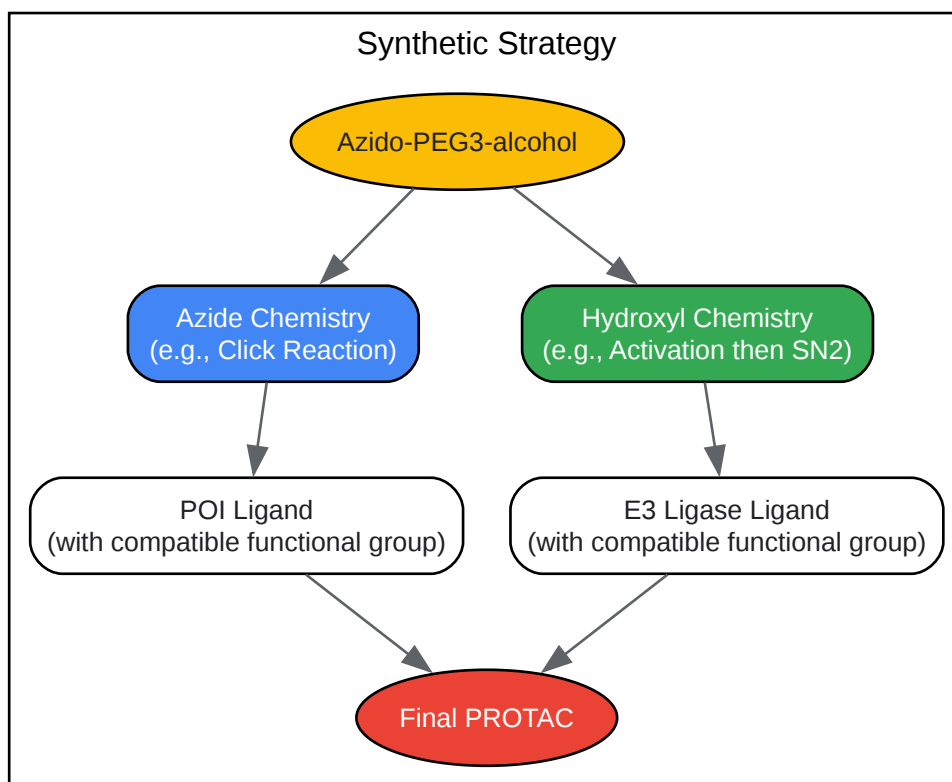 Synthetic Strategy
Azido-PEG3-alcohol
Azide Chemistry
(e.g., Click Reaction)
Hydroxyl Chemistry
(e.g., Activation then SN2)
POI Ligand
(with compatible functional group)
E3 Ligase Ligand
(with compatible functional group)
Final PROTAC